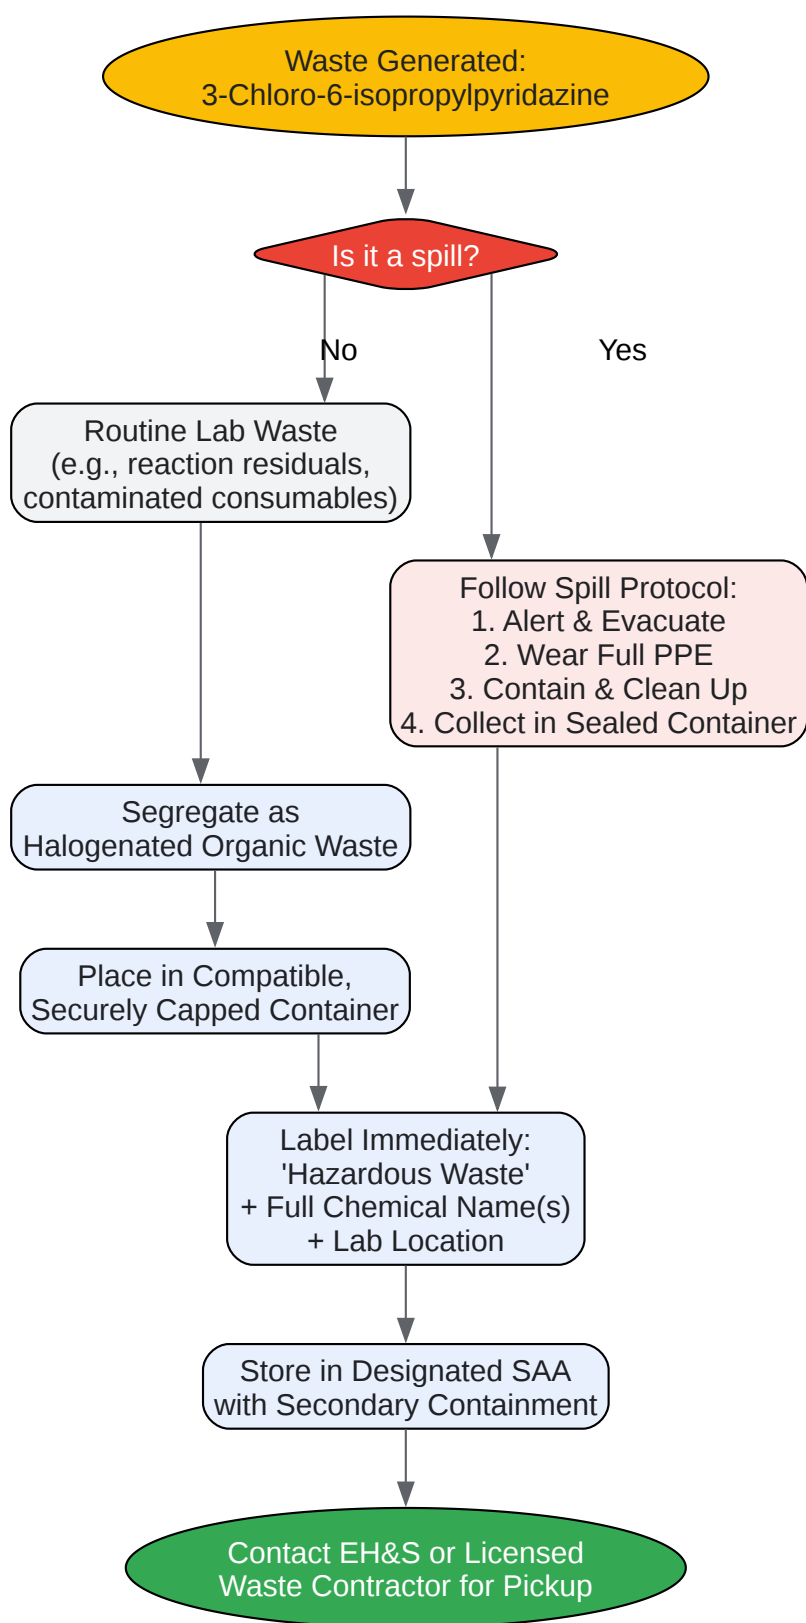 Waste Generated:
3-Chloro-6-isopropylpyridazine
Is it a spill?
No
Yes
Routine Lab Waste
(e.g., reaction residuals,
contaminated consumables)
Follow Spill Protocol:
1. Alert & Evacuate
2. Wear Full PPE
3. Contain & Clean Up
4. Collect in Sealed Container
Segregate as
Halogenated Organic Waste
Place in Compatible,
Securely Capped Container
Label Immediately:
'Hazardous Waste'
+ Full Chemical Name(s)
+ Lab Location
Store in Designated SAA
with Secondary Containment
Contact EH&S or Licensed
Waste Contractor for Pickup